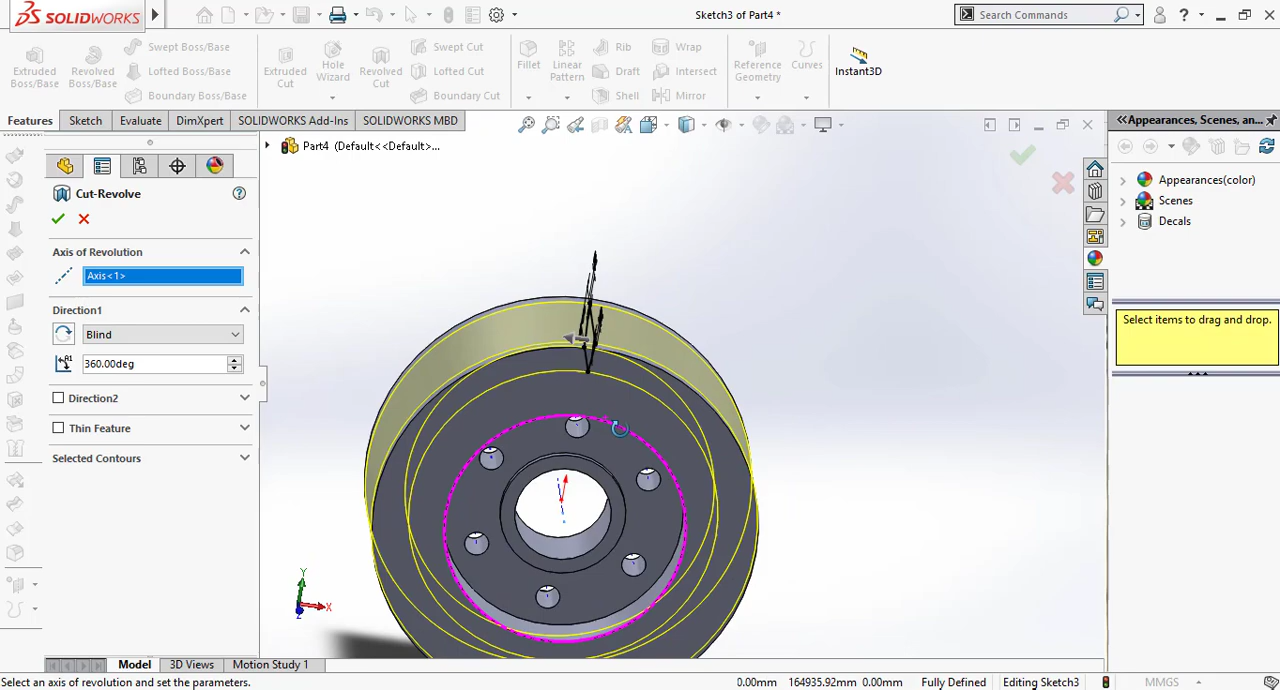 SOLIDWORKS
Sketch3 of Part4 *
Search Commands
Extruded Boss/Base
Revolved Boss/Base
Swept Boss/Base
Lofted Boss/Base
Boundary Boss/Base
Extruded Cut
Hole Wizard
Revolved Cut
Swept Cut
Lofted Cut
Boundary Cut
Fillet
Linear Pattern
Rib
Draft
Shell
Wrap
Intersect
Mirror
Reference Geometry
Curves
Instant3D
Features
Sketch
Evaluate
DimXpert
SOLIDWORKS Add-Ins
SOLIDWORKS MBD
Appearances, Scenes, an...
Part4 (Default<<Default>...
Cut-Revolve
Axis of Revolution
Axis<1>
Direction1
Blind
360.00deg
Direction2
Thin Feature
Selected Contours
Appearances(color)
Scenes
Decals
Select items to drag and drop.
Y
X
Z
Model
3D Views
Motion Study 1
Select an axis of revolution and set the parameters.
0.00mm
164935.92mm
0.00mm
Fully Defined
Editing Sketch3
MMGS